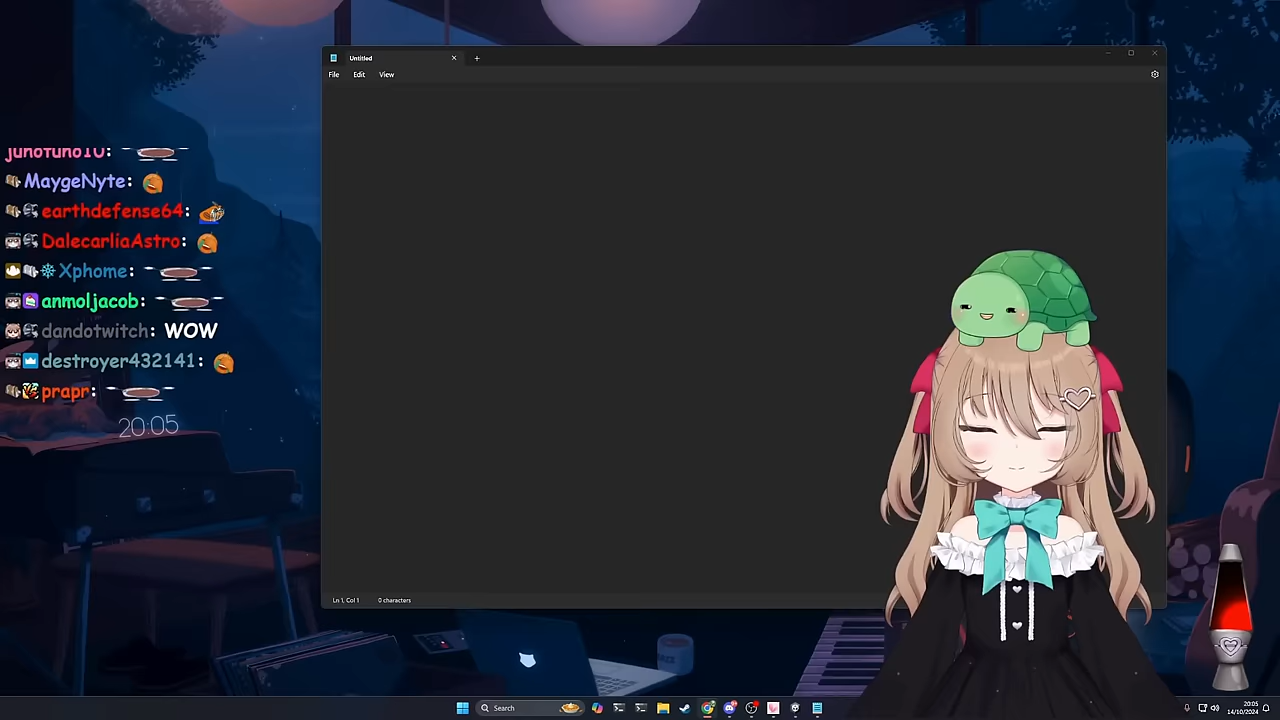 Untitled
File Edit View
junofuno10:
MaygeNyte:
earthdefense64:
DalecarliaAstro:
Xphome:
anmoljacob:
dandotwitch: WOW
destroyer432141:
prapr:
20:05
Ln 1, Col 1 0 characters
Search
20:05
14/10/2024